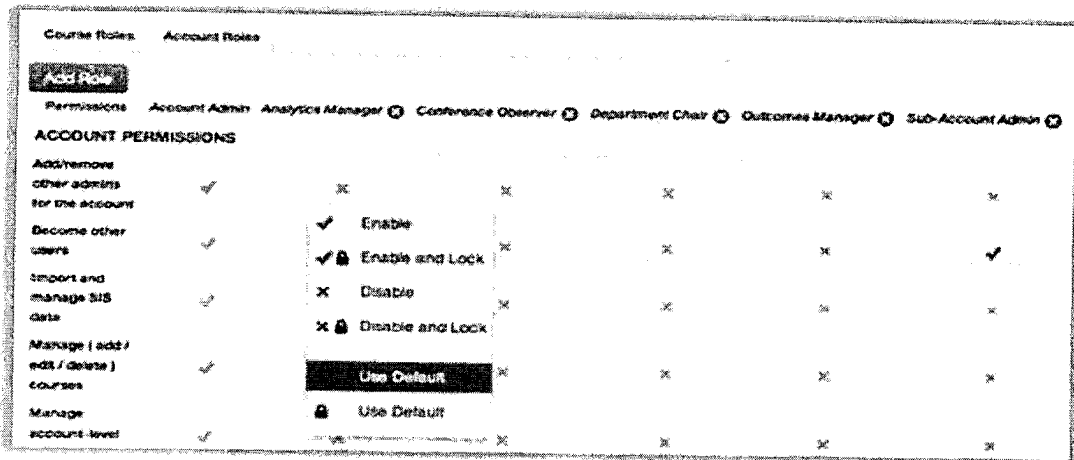 Course Roles Account Roles
Add Role
Permissions Account Admin Analytics Manager Conference Observer Department Chair Outcomes Manager Sub-Account Admin
ACCOUNT PERMISSIONS
Add/remove
other admins
for the account
Enable
Become other
users
Enable and Lock
Import and
manage SIS
data
Disable
Disable and Lock
Manage ( add /
edit / delete )
courses
Use Default
Manage
account-level
Use Default